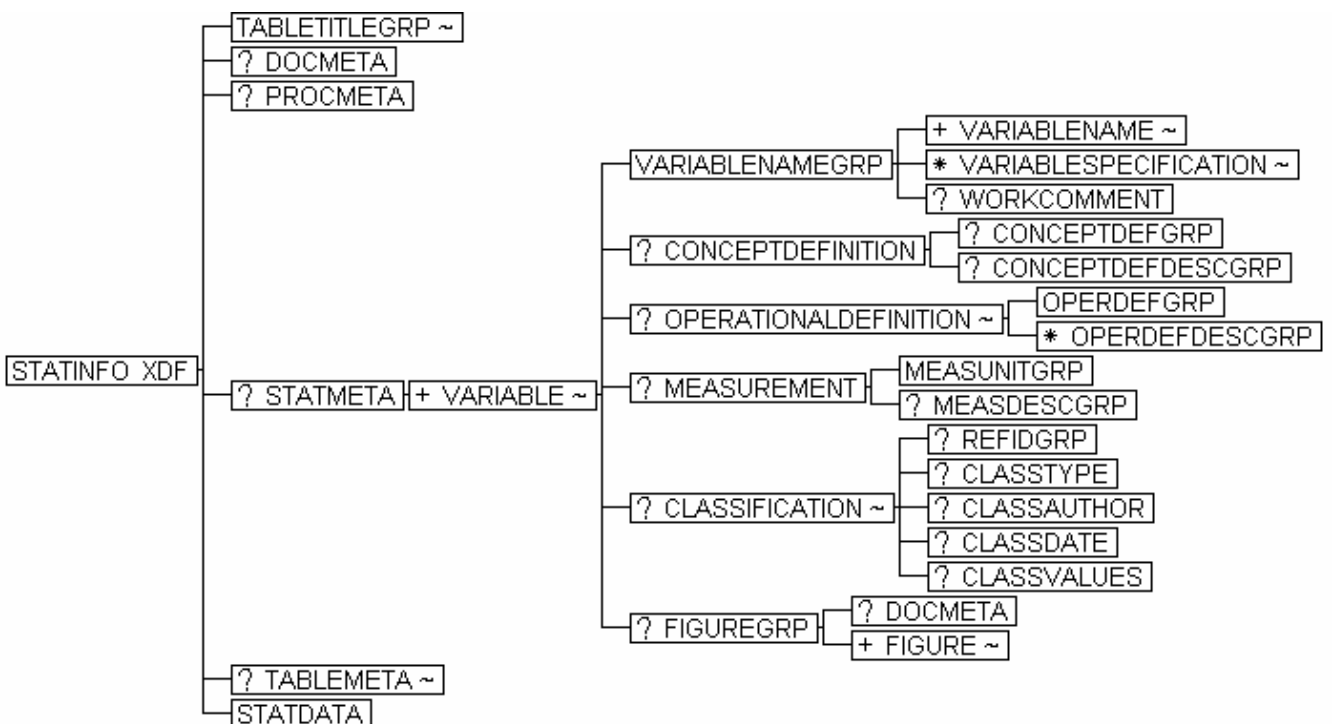 TABLETITLEGRP ~
? DOCMETA
? PROCMETA
+ VARIABLENAME ~
VARIABLENAMEGRP
* VARIABLESPECIFICATION ~
? WORKCOMMENT
? CONCEPTDEFGRP
? CONCEPTDEFINITION
? CONCEPTDEFDESCGRP
OPERDEFGRP
? OPERATIONALDEFINITION ~
* OPERDEFDESCGRP
STATINFO XDF
MEASUNITGRP
? STATMETA
+ VARIABLE ~
? MEASUREMENT
? MEASDESCGRP
? REFIDGRP
? CLASSTYPE
? CLASSIFICATION ~
? CLASSAUTHOR
? CLASSDATE
? CLASSVALUES
? DOCMETA
? FIGUREGRP
+ FIGURE ~
? TABLEMETA ~
STATDATA